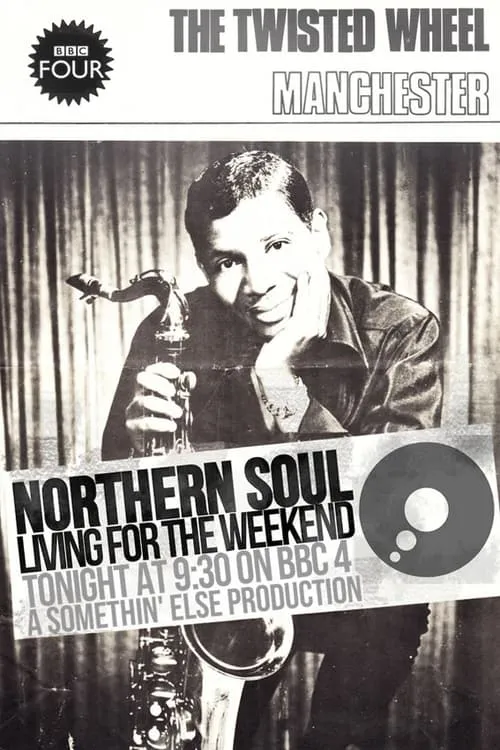 BBC
FOUR
THE TWISTED WHEEL
MANCHESTER
NORTHERN SOUL
LIVING FOR THE WEEKEND
TONIGHT AT 9:30 ON BBC 4
A SOMETHIN' ELSE PRODUCTION